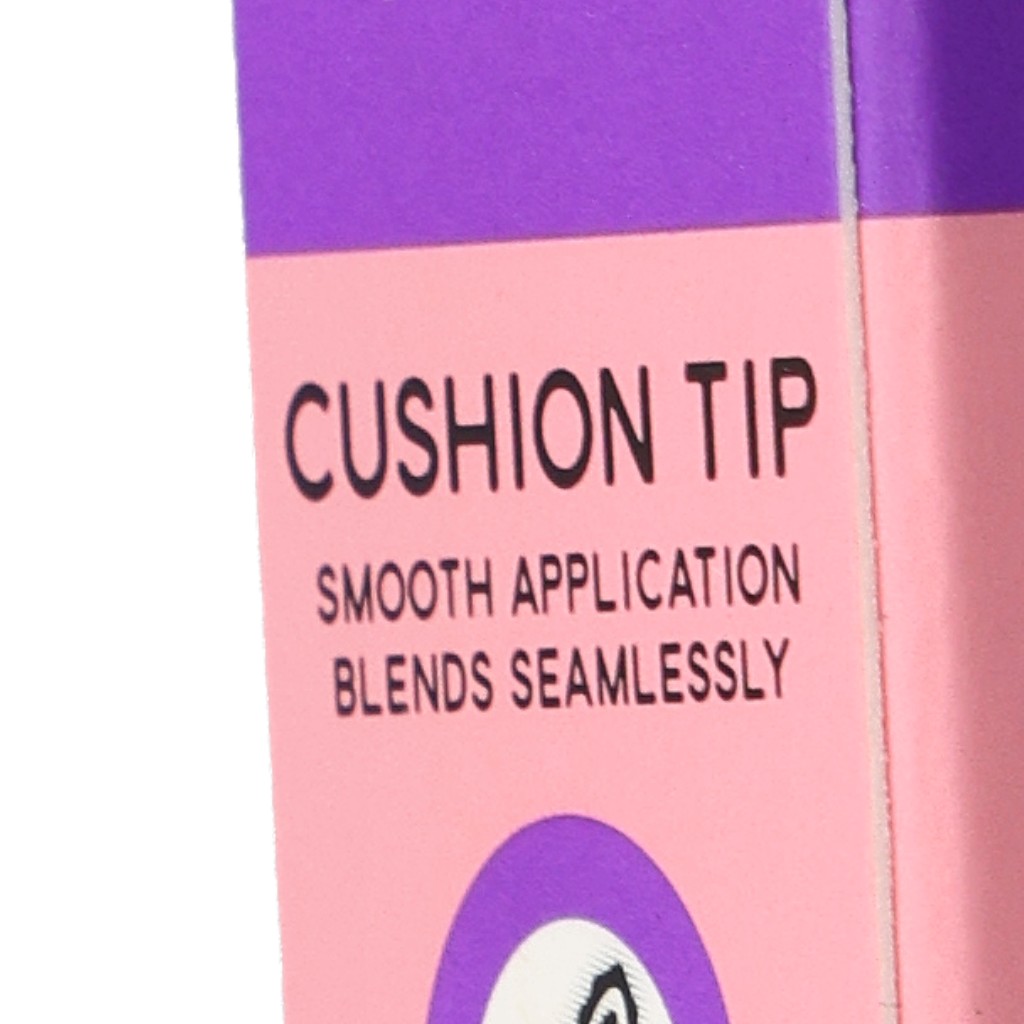 CUSHION TIP
SMOOTH APPLICATION
BLENDS SEAMLESSLY